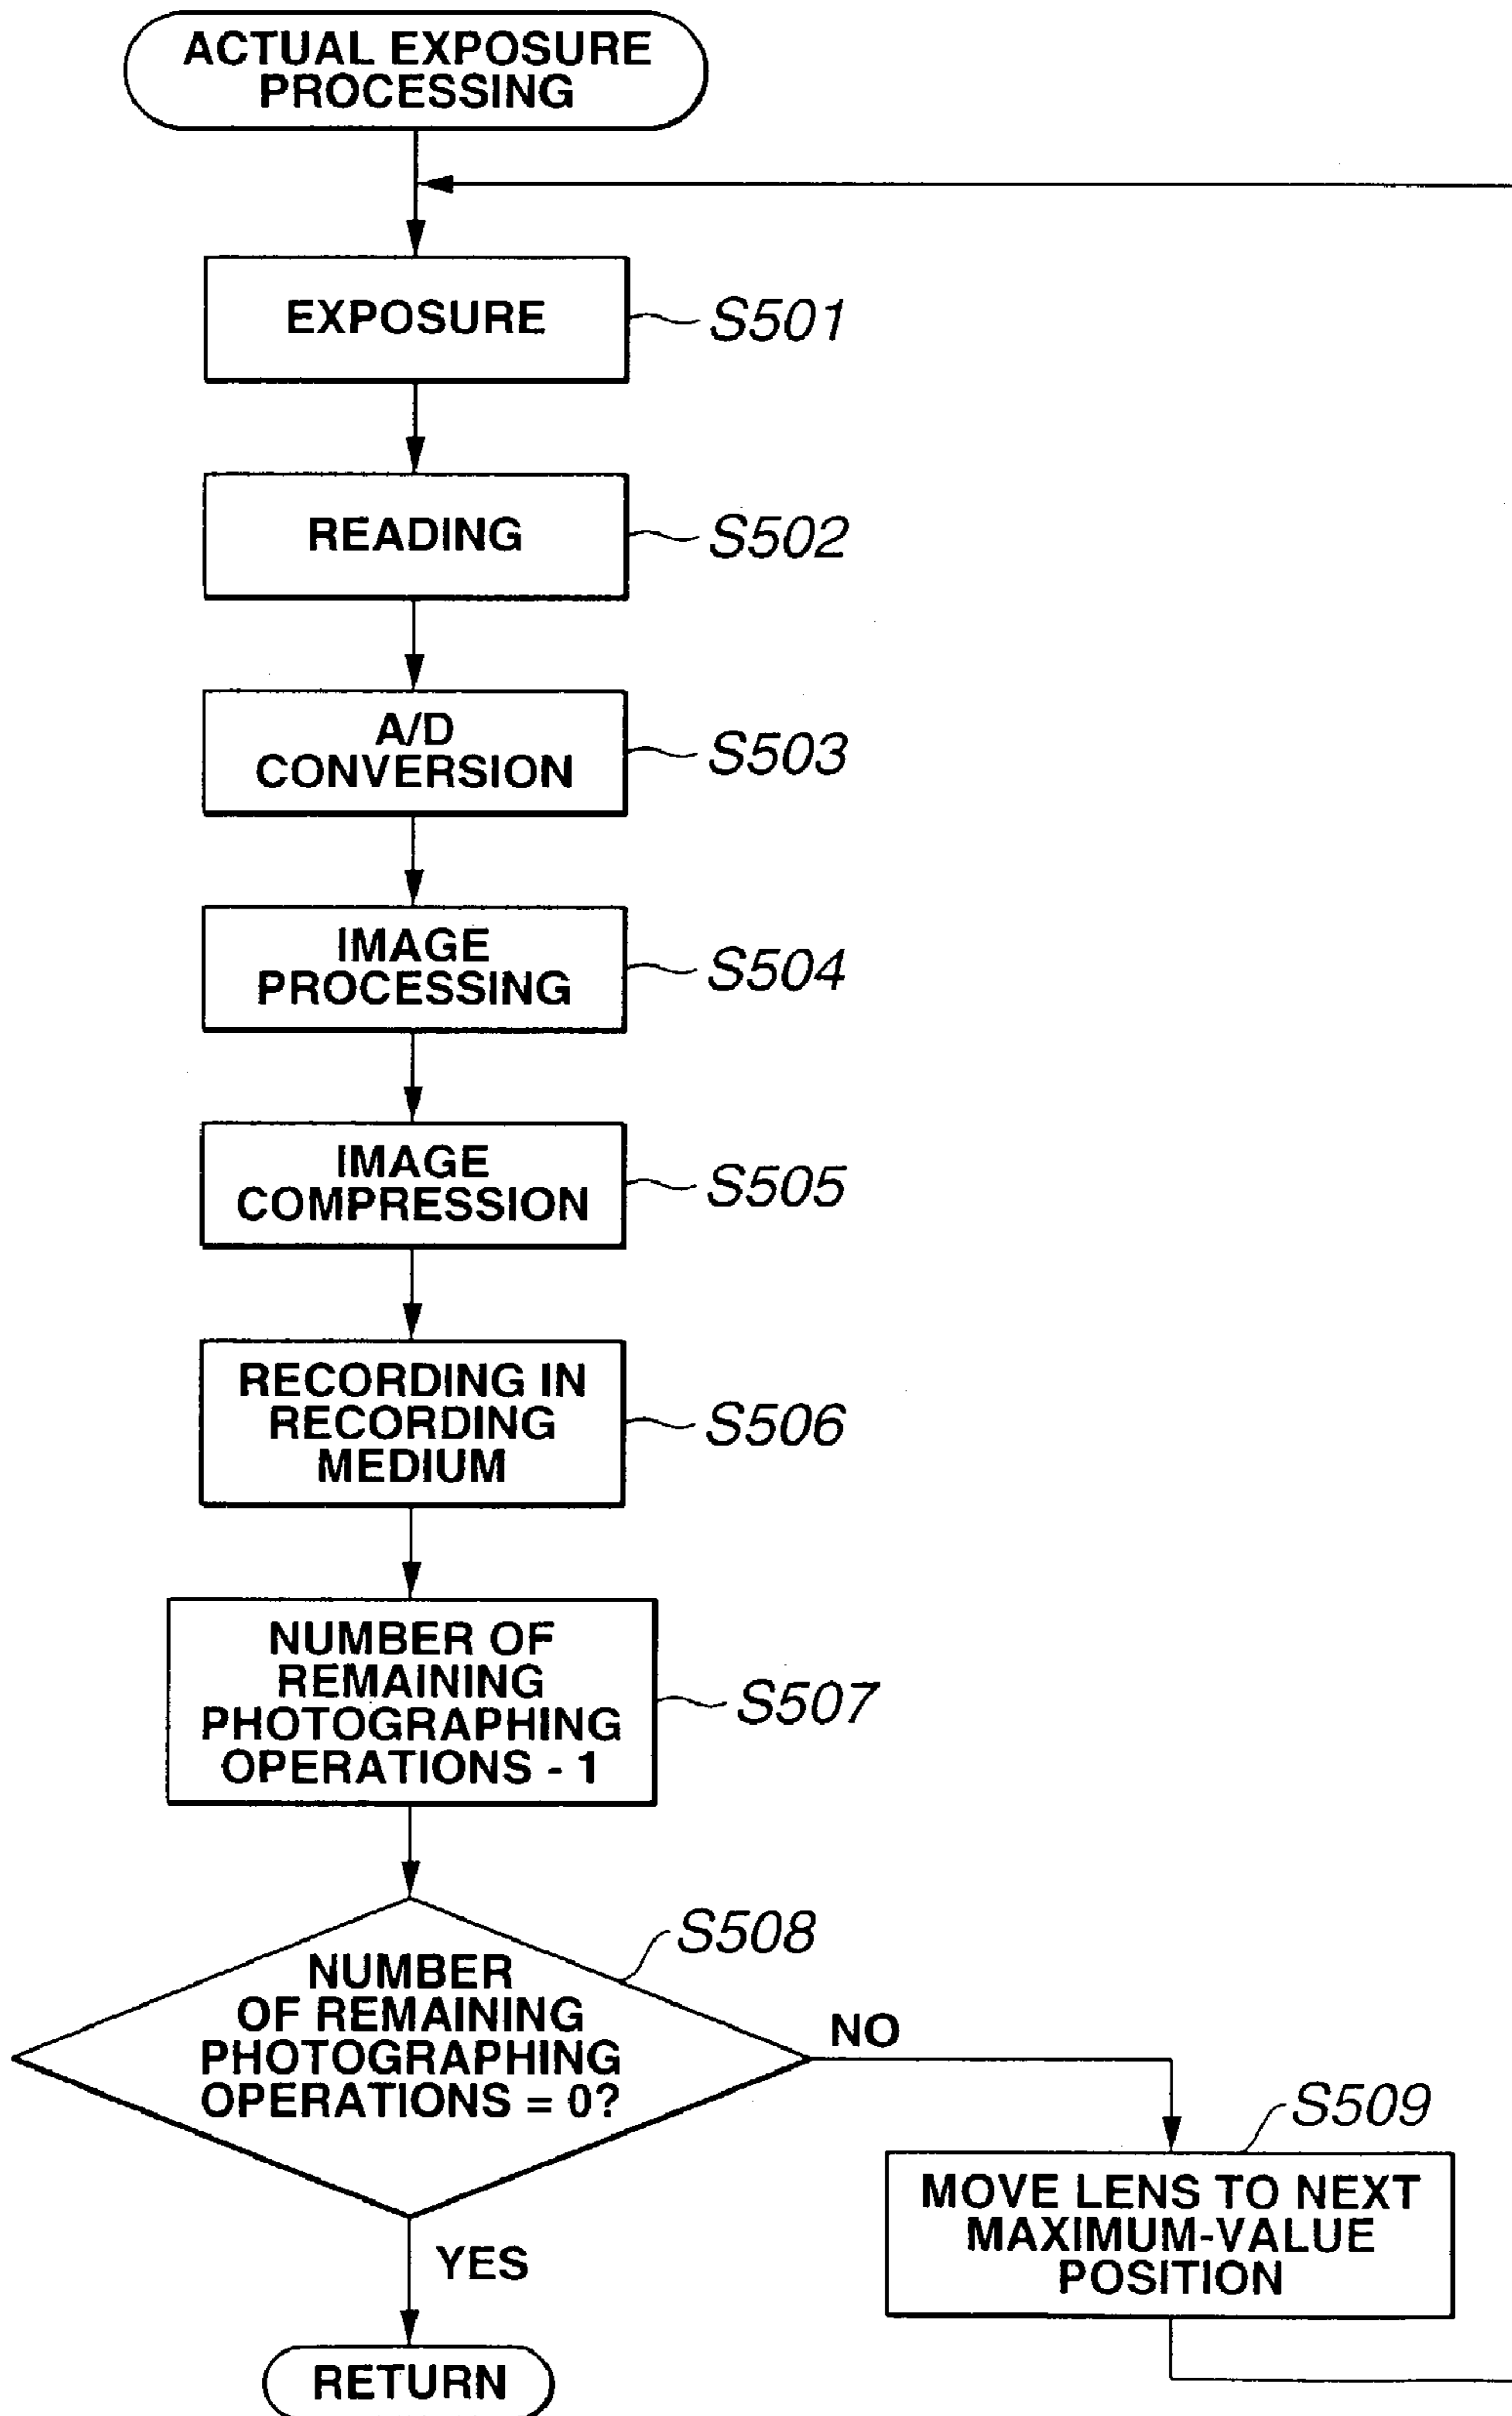 ACTUAL EXPOSURE
PROCESSING
EXPOSURE
S501
READING
S502
A/D
CONVERSION
S503
IMAGE
PROCESSING
S504
IMAGE
COMPRESSION
S505
RECORDING IN
RECORDING
MEDIUM
S506
NUMBER OF
REMAINING
PHOTOGRAPHING
OPERATIONS - 1
S507
S508
NUMBER
OF REMAINING
PHOTOGRAPHING
OPERATIONS = 0?
NO
S509
MOVE LENS TO NEXT
MAXIMUM-VALUE
POSITION
YES
RETURN